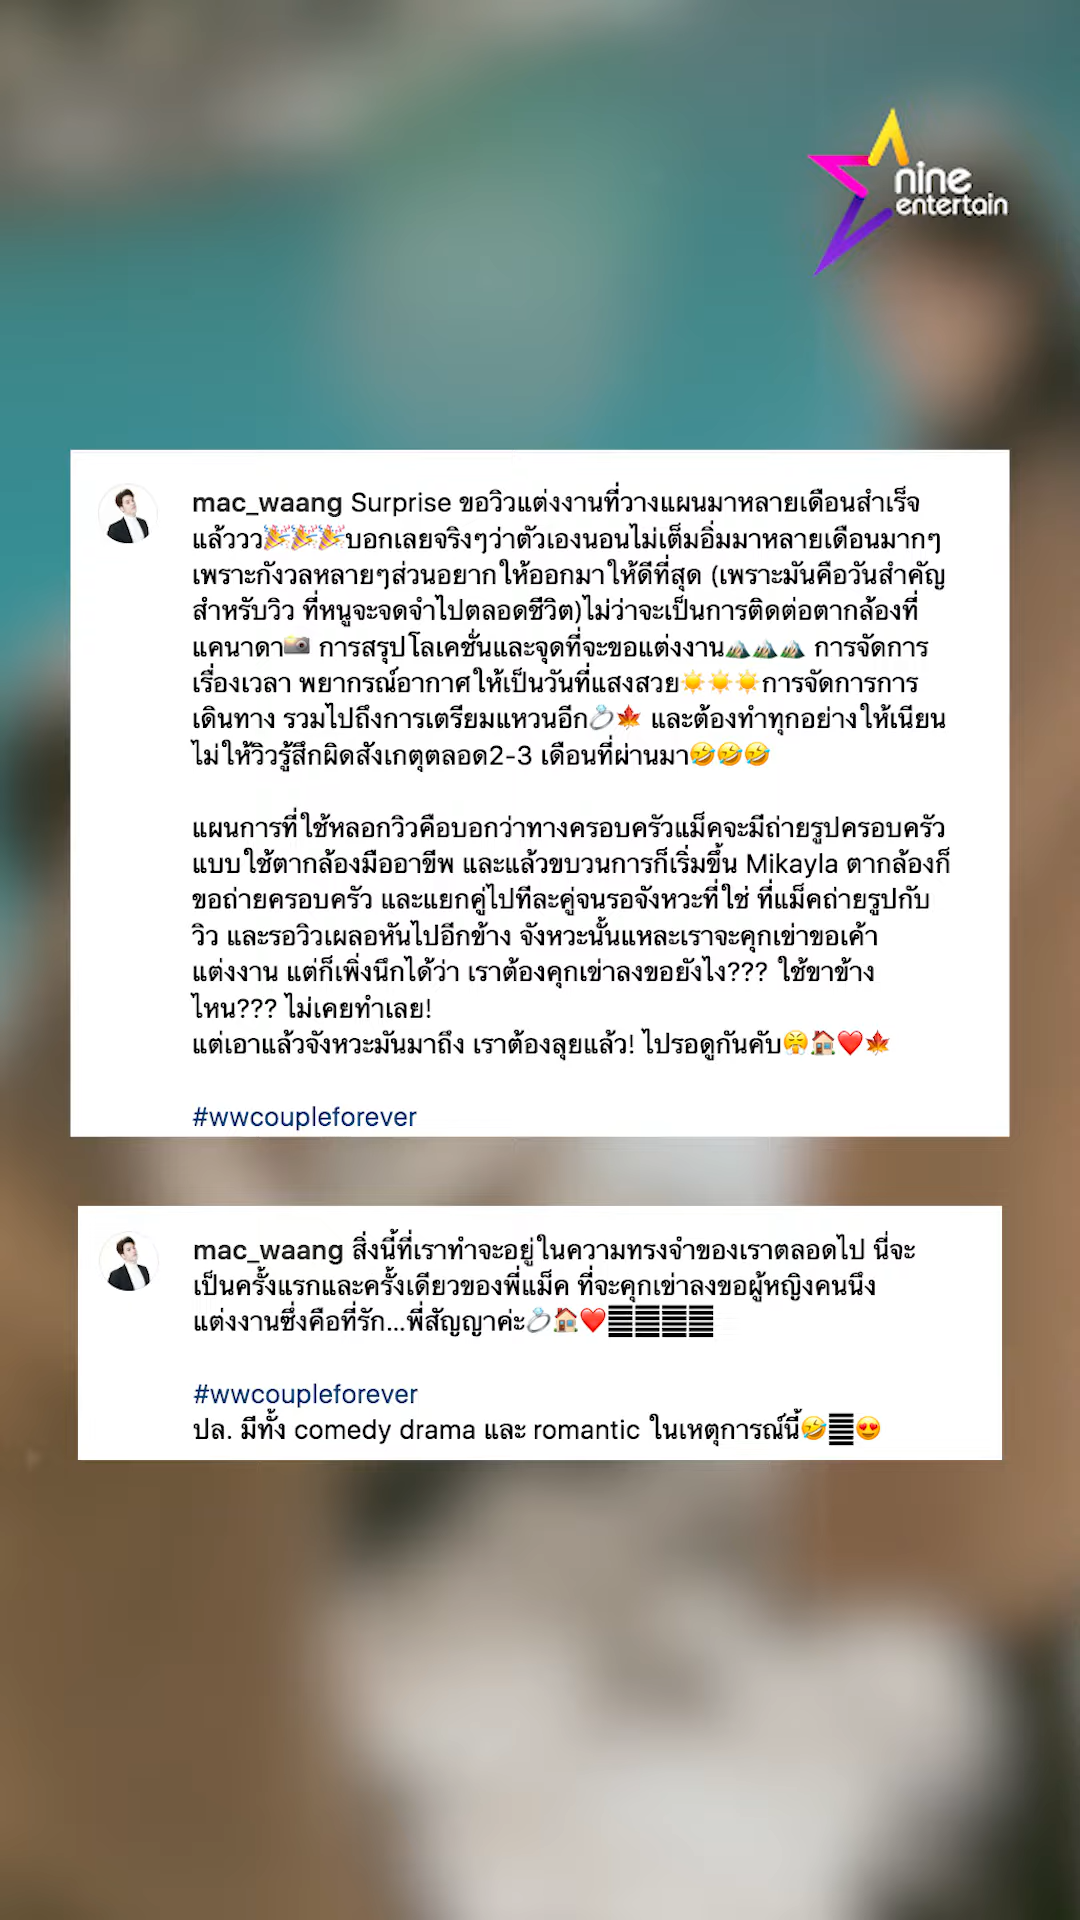 nine
entertain
mac_waang Surprise ขอวิวแต่งงานที่วางแผนมาหลายเดือนสำเร็จ
แล้ววว🎉🎉🎉บอกเลยจริงๆว่าตัวเองนอนไม่เต็มอิ่มมาหลายเดือนมากๆ
เพราะกังวลหลายๆส่วนอยากให้ออกมาให้ดีที่สุด (เพราะมันคือวันสำคัญ
สำหรับวิว ที่หนูจะจดจำไปตลอดชีวิต)ไม่ว่าจะเป็นการติดต่อตากล้องที่
แคนาดา📷 การสรุปโลเคชั่นและจุดที่จะขอแต่งงาน🏔️🏔️🏔️ การจัดการ
เรื่องเวลา พยากรณ์อากาศให้เป็นวันที่แสงสวย☀️☀️☀️การจัดการการ
เดินทาง รวมไปถึงการเตรียมแหวนอีก💍🍁 และต้องทำทุกอย่างให้เนียน
ไม่ให้วิวรู้สึกผิดสังเกตุตลอด2-3 เดือนที่ผ่านมา🤣🤣🤣
แผนการที่ใช้หลอกวิวคือบอกว่าทางครอบครัวแม็คจะมีถ่ายรูปครอบครัว
แบบใช้ตากล้องมืออาชีพ และแล้วขบวนการก็เริ่มขึ้น Mikayla ตากล้องก็
ขอถ่ายครอบครัว และแยกคู่ไปทีละคู่จนรอจังหวะที่ใช่ ที่แม็คถ่ายรูปกับ
วิว และรอวิวเผลอหันไปอีกข้าง จังหวะนั้นแหละเราจะคุกเข่าขอเค้า
แต่งงาน แต่ก็เพิ่งนึกได้ว่า เราต้องคุกเข่าลงขอยังไง??? ใช้ขาข้าง
ไหน??? ไม่เคยทำเลย!
แต่เอาแล้วจังหวะมันมาถึง เราต้องลุยแล้ว! ไปรอดูกันคับ😤🏠❤️🍁
#wwcoupleforever
mac_waang สิ่งนี้ที่เราทำจะอยู่ในความทรงจำของเราตลอดไป นี่จะ
เป็นครั้งแรกและครั้งเดียวของพี่แม็ค ที่จะคุกเข่าลงขอผู้หญิงคนนึง
แต่งงานซึ่งคือที่รัก...พี่สัญญาค่ะ💍🏠❤️
#wwcoupleforever
ปล. มีทั้ง comedy drama และ romantic ในเหตุการณ์นี้🤣😍